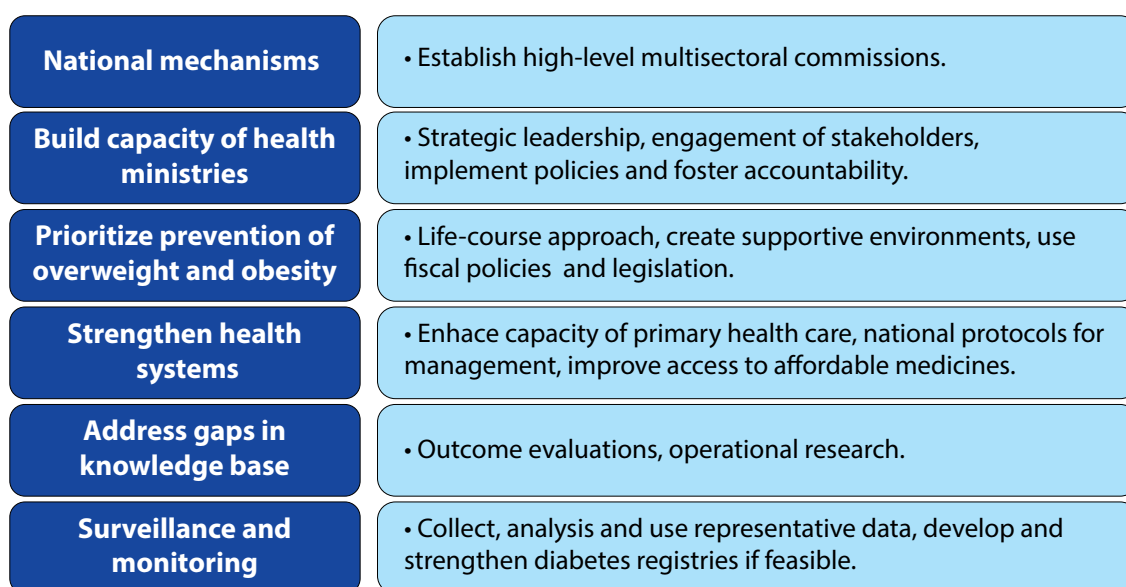 National mechanisms
• Establish high-level multisectoral commissions.
Build capacity of health
ministries
• Strategic leadership, engagement of stakeholders,
implement policies and foster accountability.
Prioritize prevention of
overweight and obesity
• Life-course approach, create supportive environments, use
fiscal policies and legislation.
Strengthen health
systems
• Enhace capacity of primary health care, national protocols for
management, improve access to affordable medicines.
Address gaps in
knowledge base
• Outcome evaluations, operational research.
Surveillance and
monitoring
• Collect, analysis and use representative data, develop and
strengthen diabetes registries if feasible.